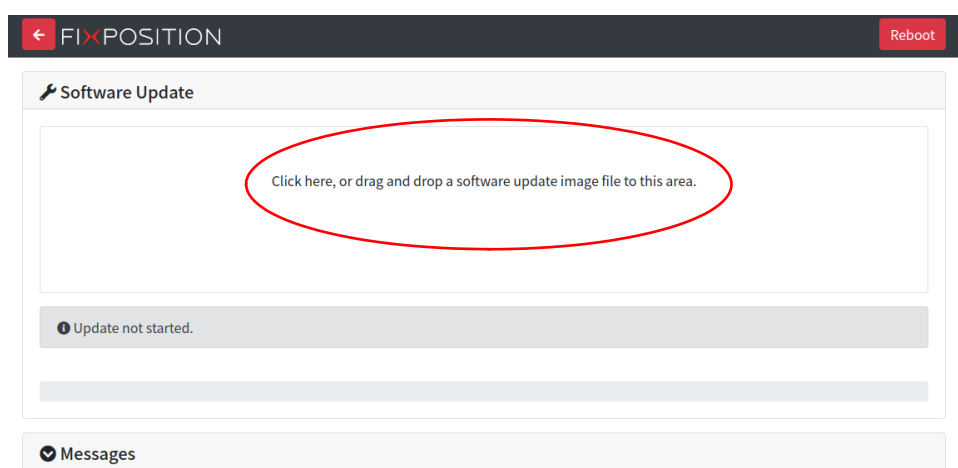 FIXPOSITION
Reboot
Software Update
Click here, or drag and drop a software update image file to this area.
Update not started.
Messages